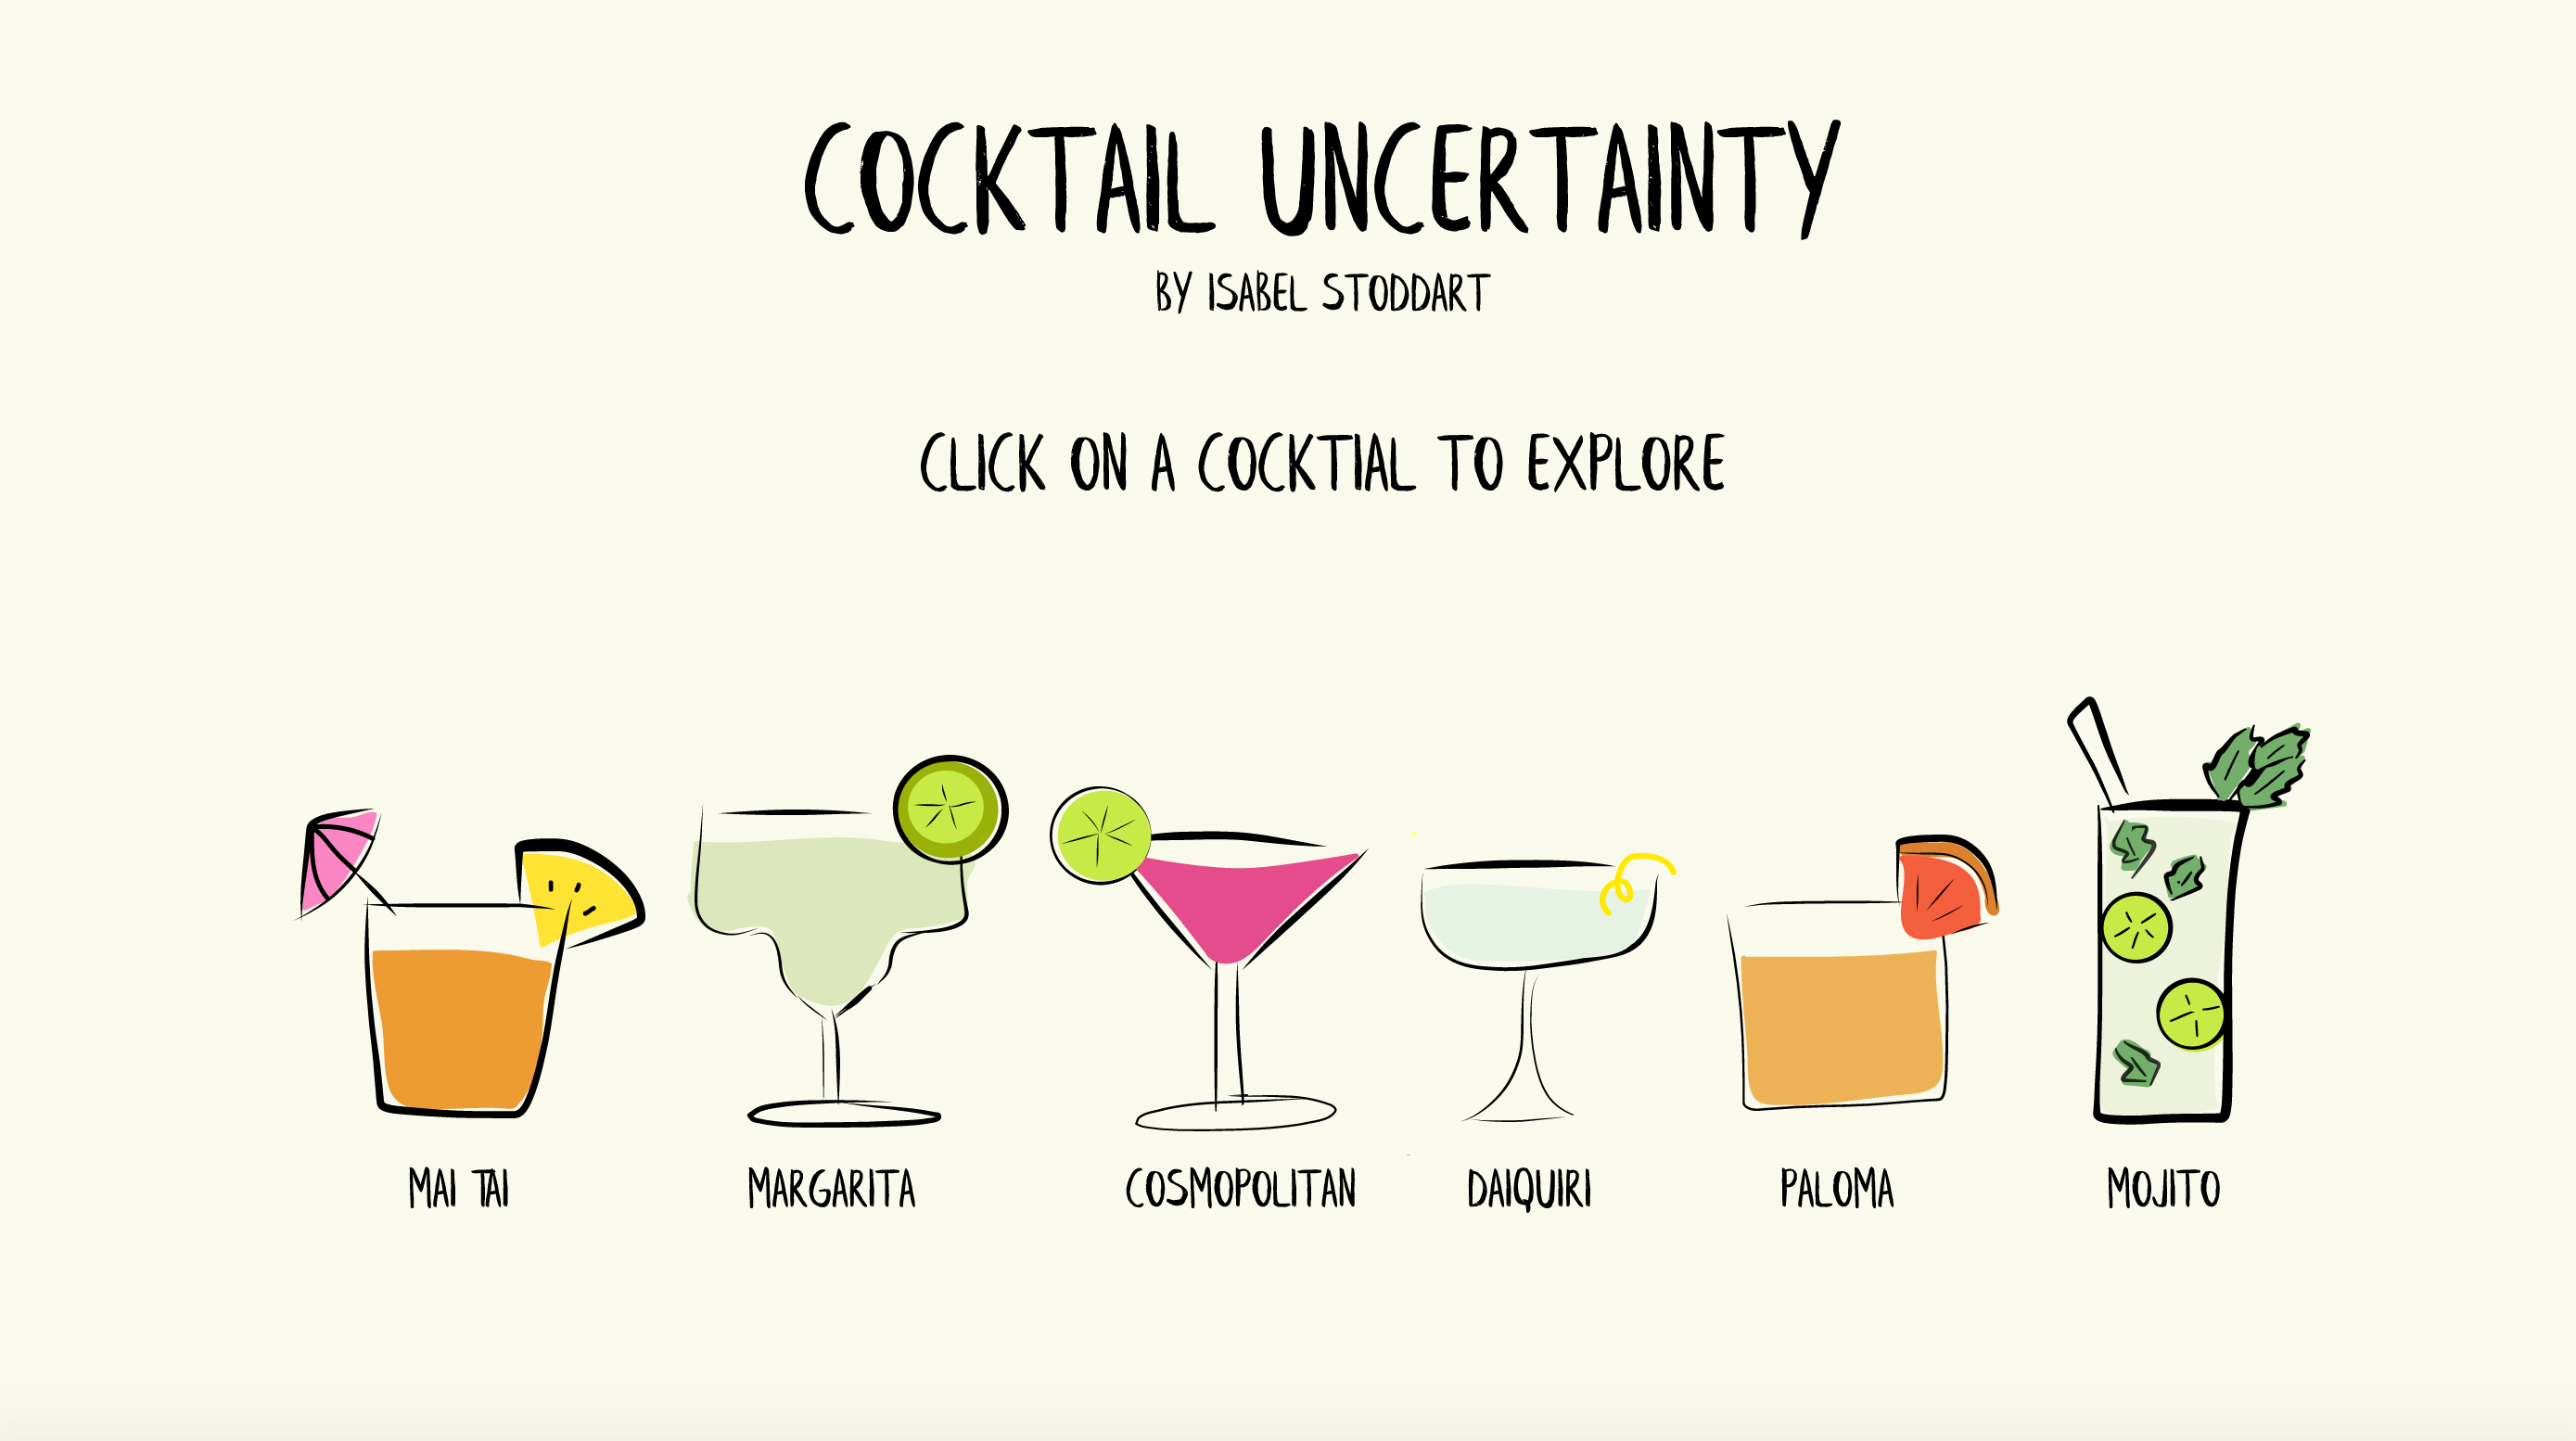 COCKTAIL UNCERTAINTY
BY ISABEL STODDART
CLICK ON A COCKTIAL TO EXPLORE
MAI TAI
MARGARITA
COSMOPOLITAN
DAIQUIRI
PALOMA
MOJITO